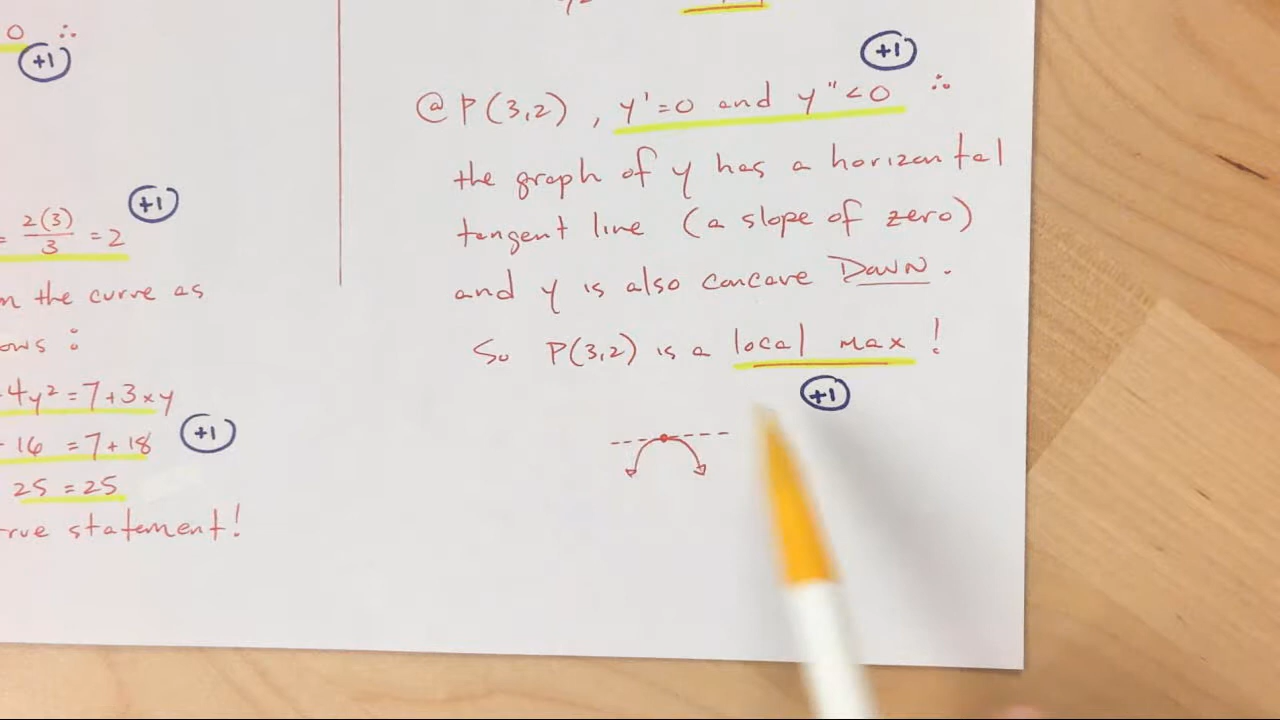 0 ∴
+1
= 2(3)/3 = 2
+1
the curve as
:
4y² = 7 + 3xy
16 = 7 + 18
+1
25 = 25
statement!
+1
@ P(3,2), y' = 0 and y'' < 0 ∴
the graph of y has a horizontal
tangent line (a slope of zero)
and y is also concave DOWN.
So P(3,2) is a local max!
+1